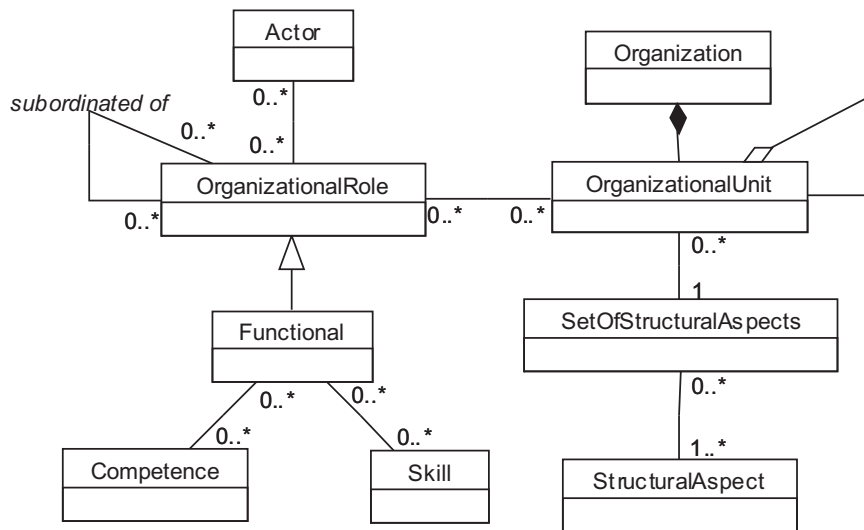 Actor
Organization
subordinated of
0..*
0..*
0..*
OrganizationalRole
OrganizationalUnit
0..*
0..*
0..*
0..*
1
Functional
SetOfStructuralAspects
0..*
0..*
0..*
0..*
0..*
1..*
Competence
Skill
StructuralAspect